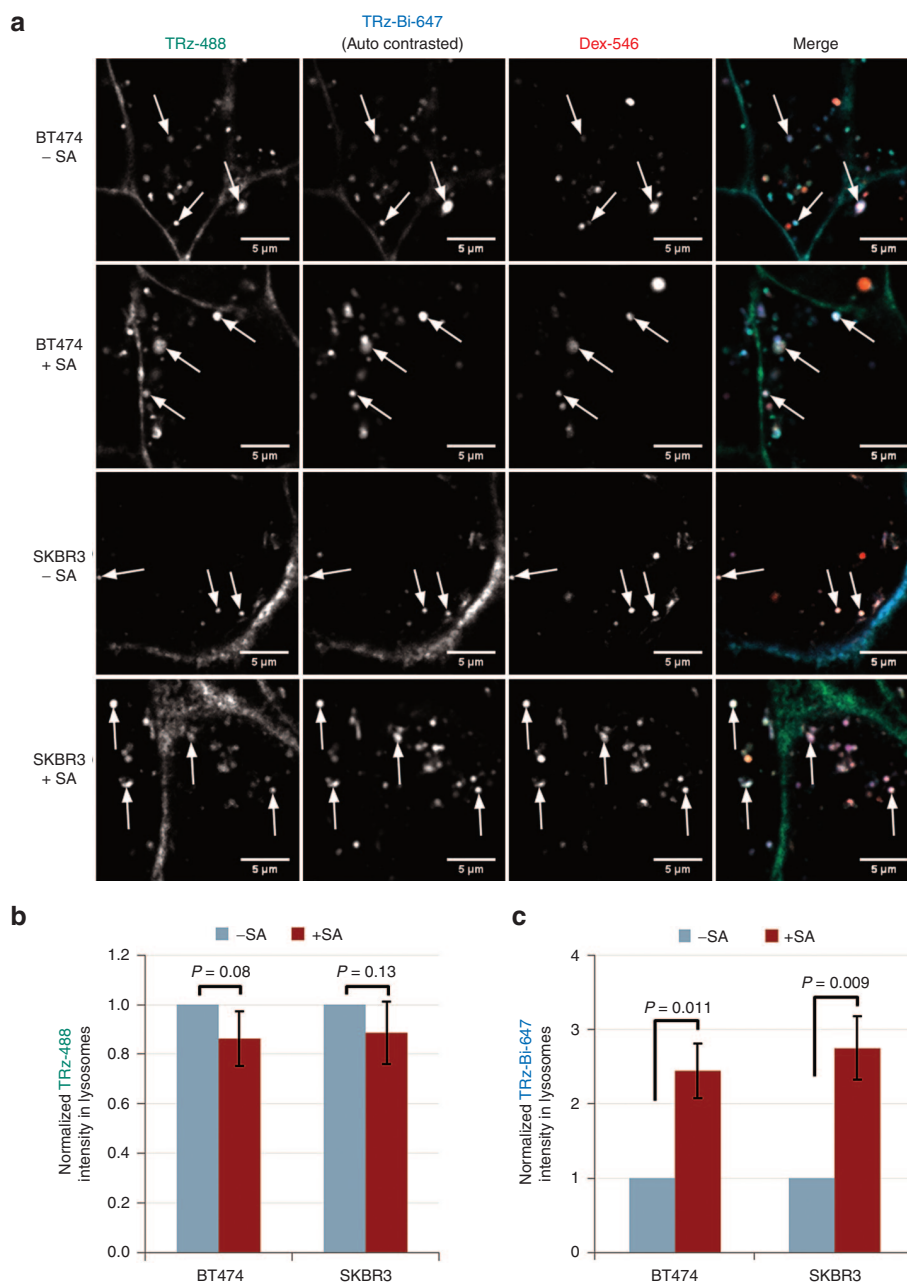 a
TRz-488
TRz-Bi-647
(Auto contrasted)
Dex-546
Merge
BT474
– SA
5 µm
5 µm
5 µm
5 µm
BT474
+ SA
5 µm
5 µm
5 µm
5 µm
SKBR3
– SA
5 µm
5 µm
5 µm
5 µm
SKBR3
+ SA
5 µm
5 µm
5 µm
5 µm
b
–SA
+SA
Normalized TRz-488
intensity in lysosomes
1.2
1.0
0.8
0.6
0.4
0.2
0.0
P = 0.08
P = 0.13
BT474
SKBR3
c
–SA
+SA
Normalized TRz-Bi-647
intensity in lysosomes
4
3
2
1
0
P = 0.011
P = 0.009
BT474
SKBR3